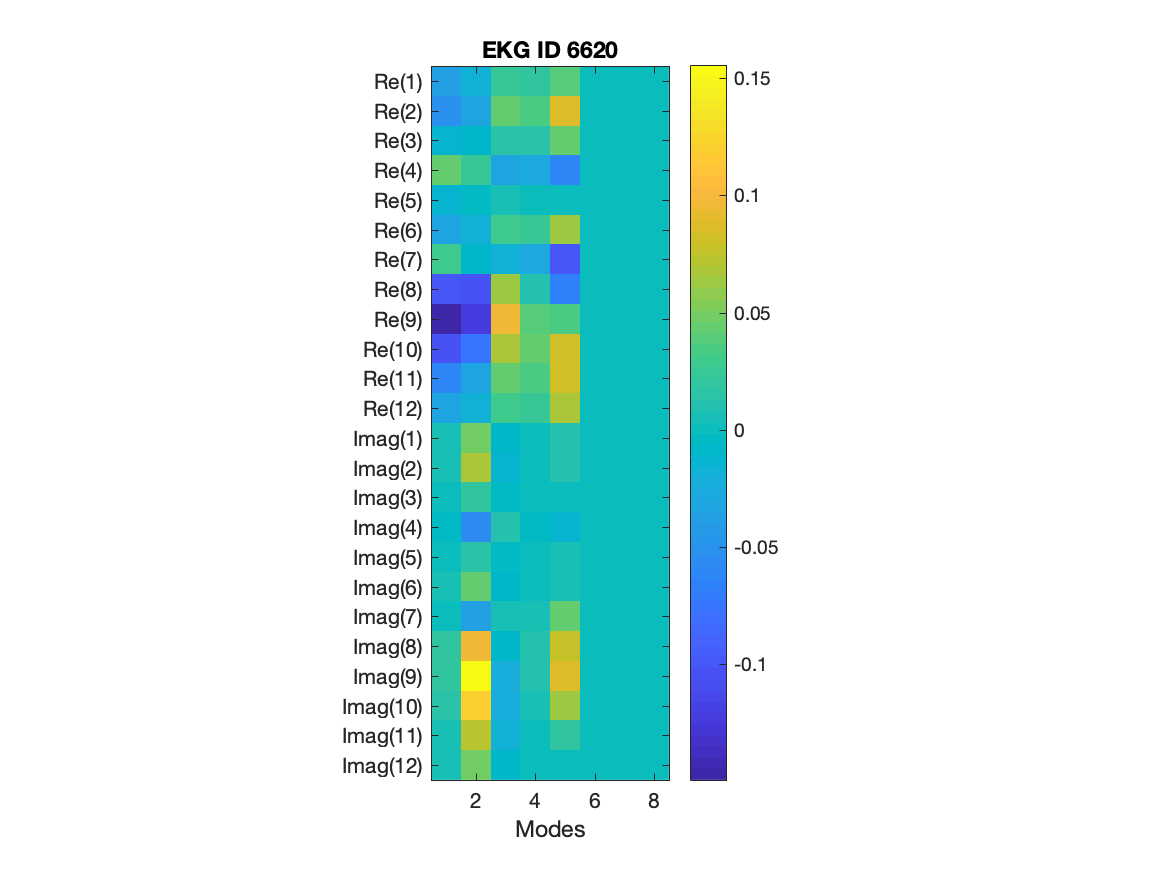 EKG ID 6620
Re(1)
Re(2)
Re(3)
Re(4)
Re(5)
Re(6)
Re(7)
Re(8)
Re(9)
Re(10)
Re(11)
Re(12)
Imag(1)
Imag(2)
Imag(3)
Imag(4)
Imag(5)
Imag(6)
Imag(7)
Imag(8)
Imag(9)
Imag(10)
Imag(11)
Imag(12)
2 4 6 8
Modes
0.15
0.1
0.05
0
-0.05
-0.1